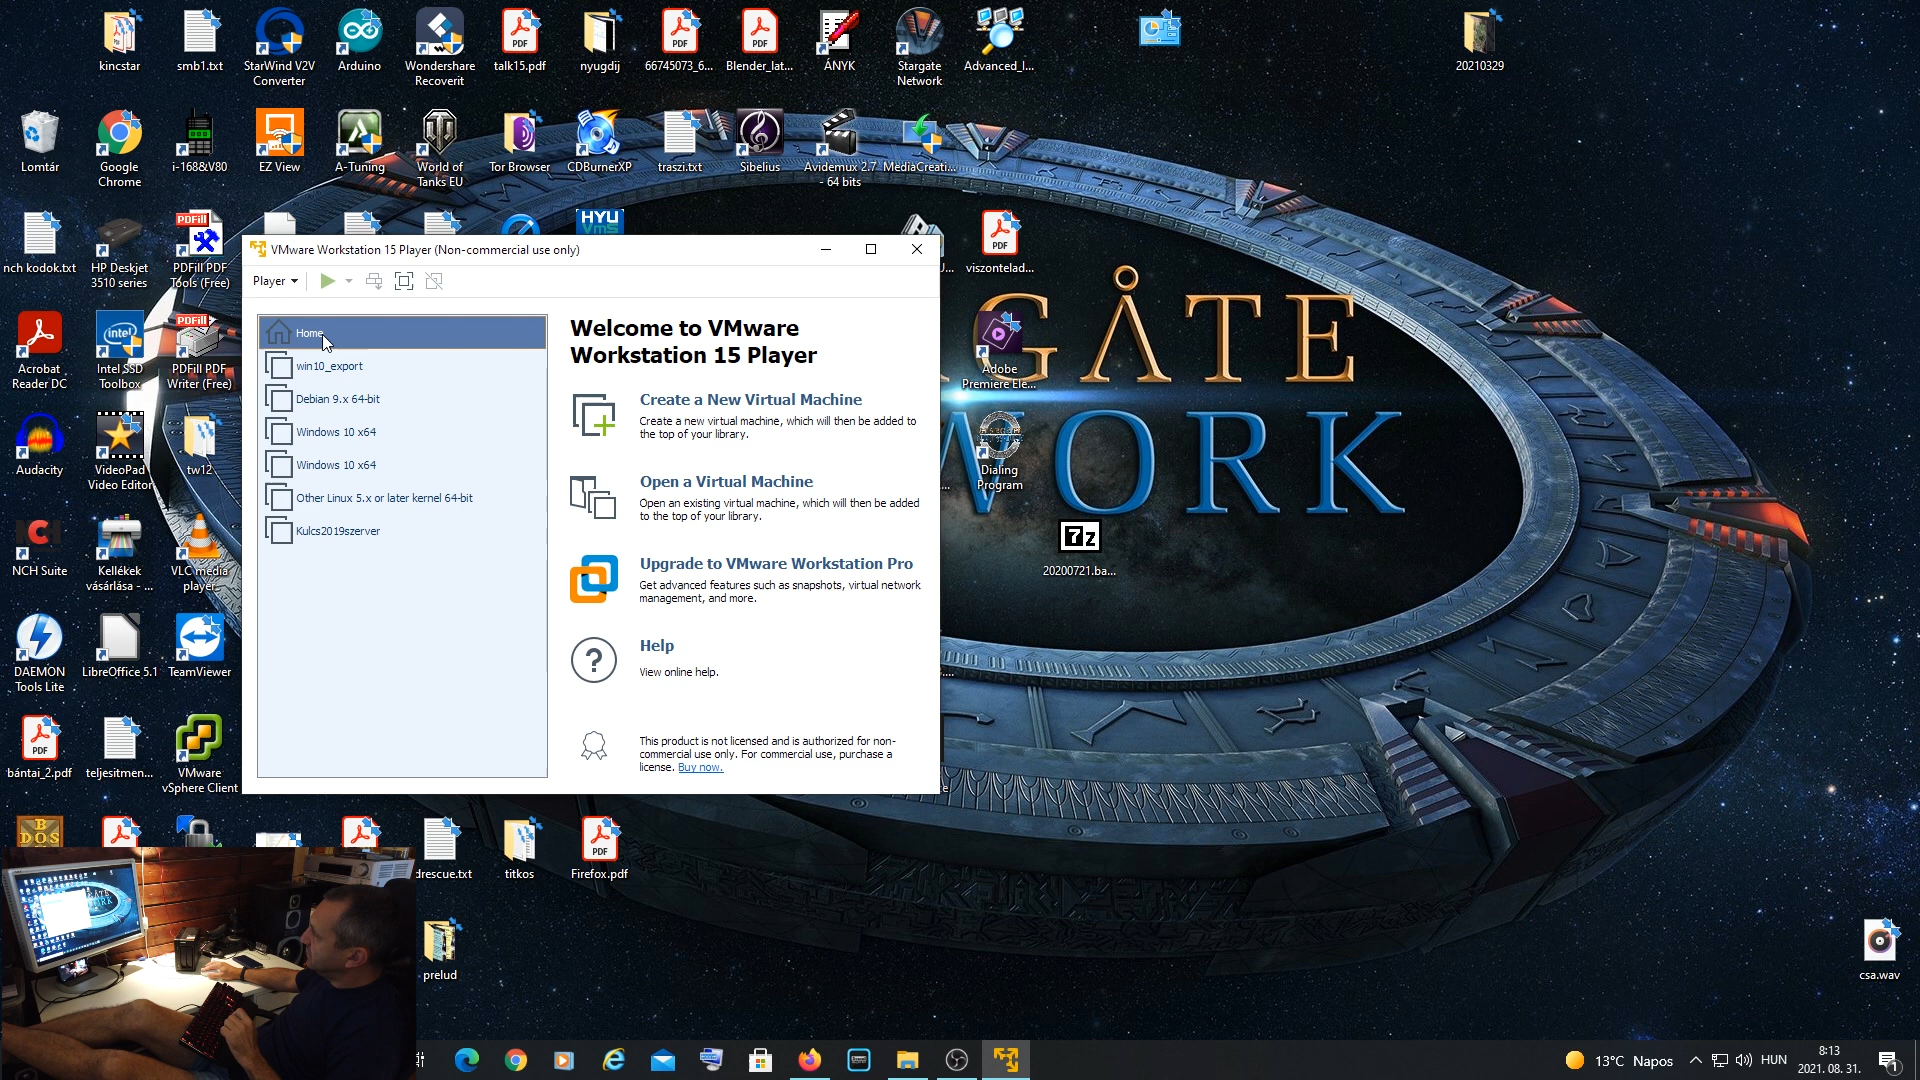 kincstar
smb1.txt
StarWind V2V
Converter
Arduino
Wondershare
Recoverit
talk15.pdf
nyugdij
66745073_6...
Blender_lat...
ÁNYK
Stargate
Network
Advanced_I...
20210329
Lomtár
Google
Chrome
i-168&V80
EZ View
A-Tuning
World of
Tanks EU
Tor Browser
CDBurnerXP
traszi.txt
Sibelius
Avidemux 2.7
- 64 bits
MediaCreati...
nch kodok.txt
HP Deskjet
3510 series
PDFill PDF
Tools (Free)
viszontelad...
Acrobat
Reader DC
Intel SSD
Toolbox
PDFill PDF
Writer (Free)
Adobe
Premiere Ele...
Audacity
VideoPad
Video Editor
tw12
Dialing
Program
NCH Suite
Kellékek
vásárlása - ...
VLC media
player
20200721.ba...
DAEMON
Tools Lite
LibreOffice 5.1
TeamViewer
bántai_2.pdf
teljesitmen...
VMware
vSphere Client
drescue.txt
titkos
Firefox.pdf
prelud
csa.wav
VMware Workstation 15 Player (Non-commercial use only)
Player
Home
win10_export
Debian 9.x 64-bit
Windows 10 x64
Windows 10 x64
Other Linux 5.x or later kernel 64-bit
Kulcs2019szerver
Welcome to VMware
Workstation 15 Player
Create a New Virtual Machine
Create a new virtual machine, which will then be added to
the top of your library.
Open a Virtual Machine
Open an existing virtual machine, which will then be added
to the top of your library.
Upgrade to VMware Workstation Pro
Get advanced features such as snapshots, virtual network
management, and more.
Help
View online help.
This product is not licensed and is authorized for non-
commercial use only. For commercial use, purchase a
license. Buy now.
GÅTE
WORK
HYU
VMS
7z
13°C Napos
HUN
8:13
2021. 08. 31.
1